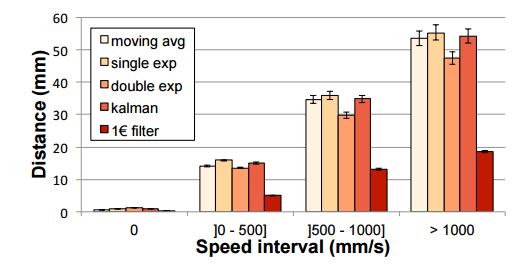 60
50
40
30
20
10
0
Distance (mm)
moving avg
single exp
double exp
kalman
1€ filter
0
]0 - 500]
]500 - 1000]
> 1000
Speed interval (mm/s)